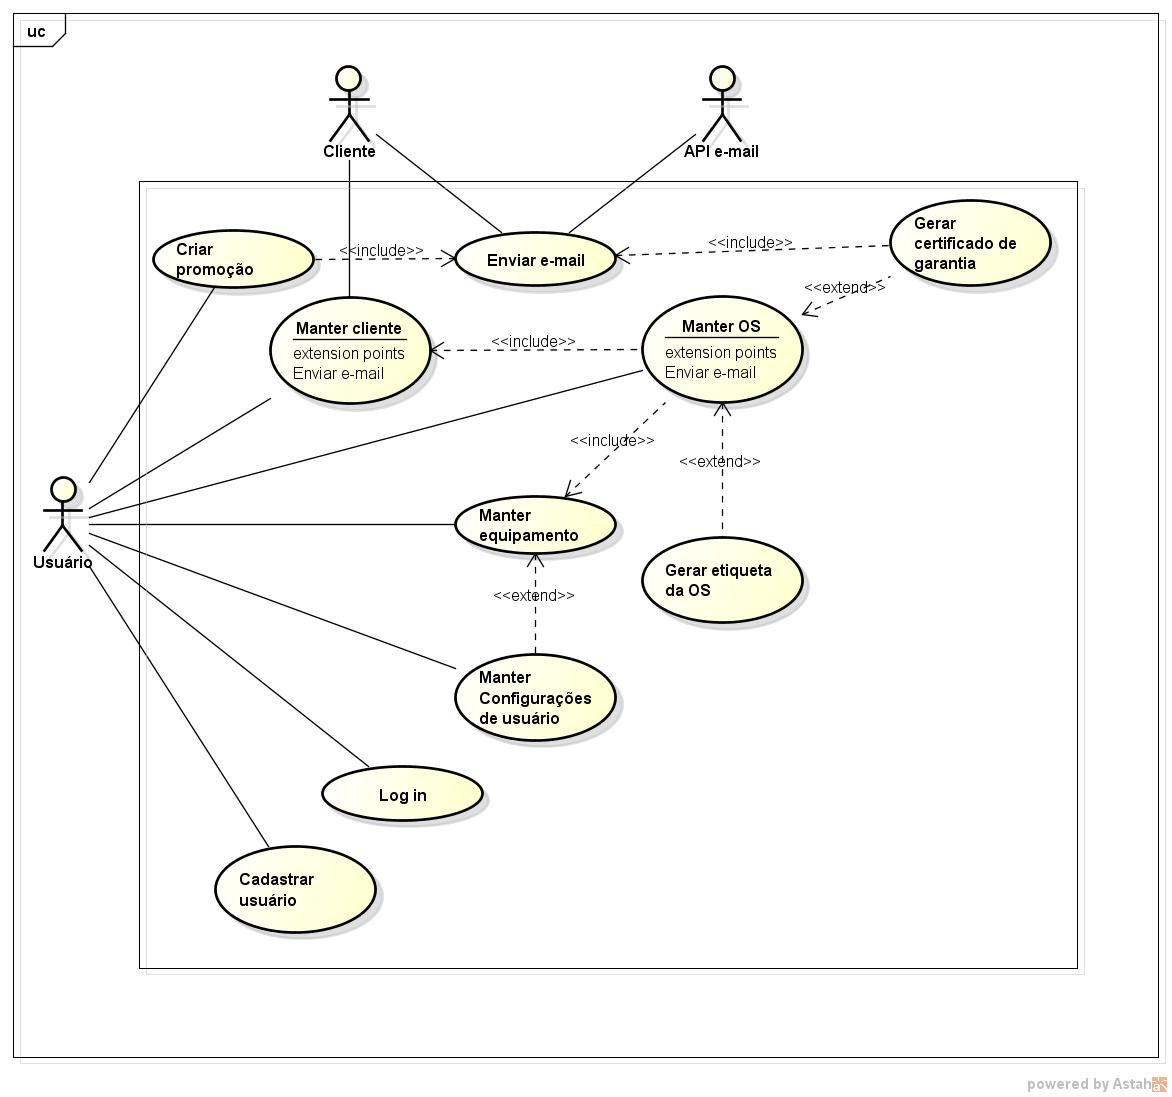 uc
Cliente
API e-mail
Criar
promoção
<<include>>
Enviar e-mail
<<include>>
Gerar
certificado de
garantia
<<extend>>
Manter cliente
extension points
Enviar e-mail
<<include>>
Manter OS
extension points
Enviar e-mail
<<include>>
<<extend>>
Usuário
Manter
equipamento
Gerar etiqueta
da OS
<<extend>>
Manter
Configurações
de usuário
Log in
Cadastrar
usuário
powered by Astah